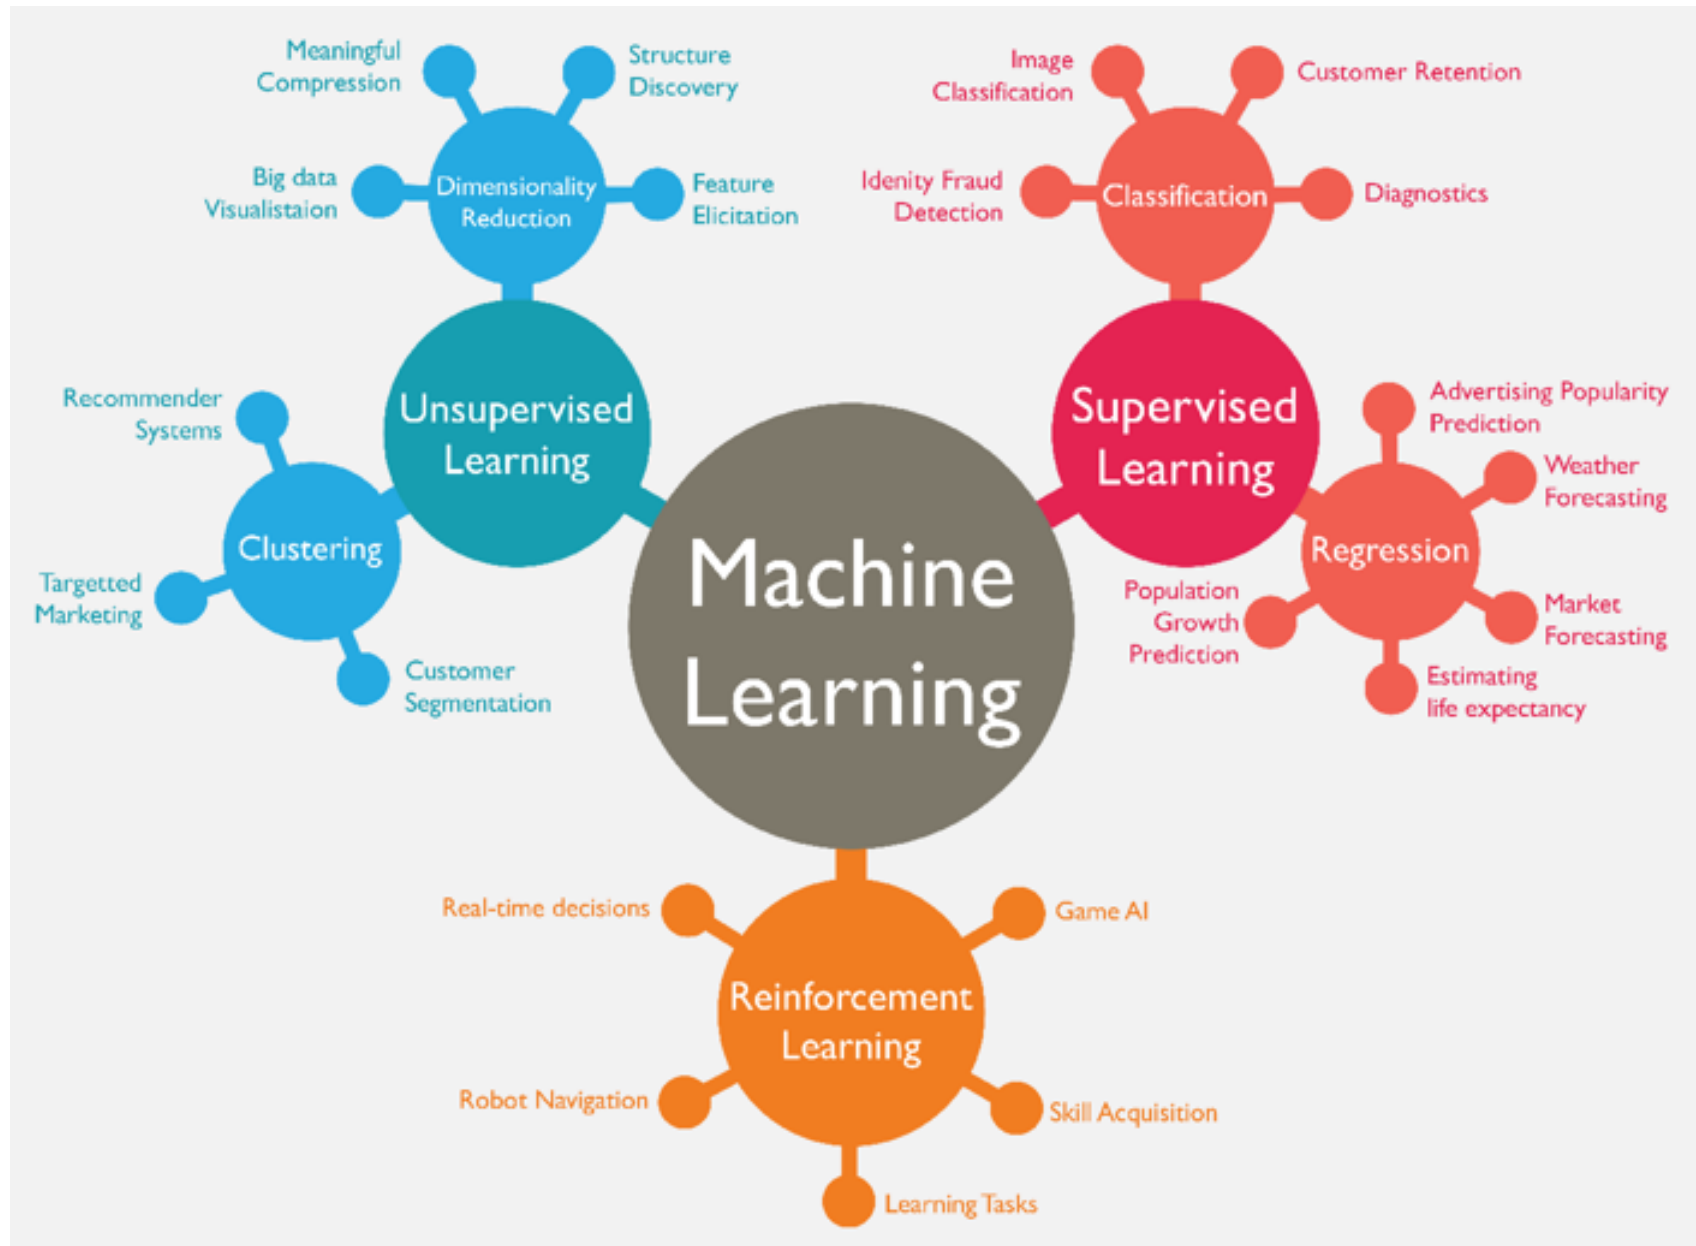 Meaningful
Compression
Structure
Discovery
Big data
Visualistaion
Dimensionality
Reduction
Feature
Elicitation
Image
Classification
Customer Retention
Idenity Fraud
Detection
Classification
Diagnostics
Recommender
Systems
Unsupervised
Learning
Clustering
Targetted
Marketing
Customer
Segmentation
Supervised
Learning
Advertising Popularity
Prediction
Weather
Forecasting
Regression
Population
Growth
Prediction
Market
Forecasting
Estimating
life expectancy
Machine
Learning
Real-time decisions
Game AI
Reinforcement
Learning
Robot Navigation
Skill Acquisition
Learning Tasks